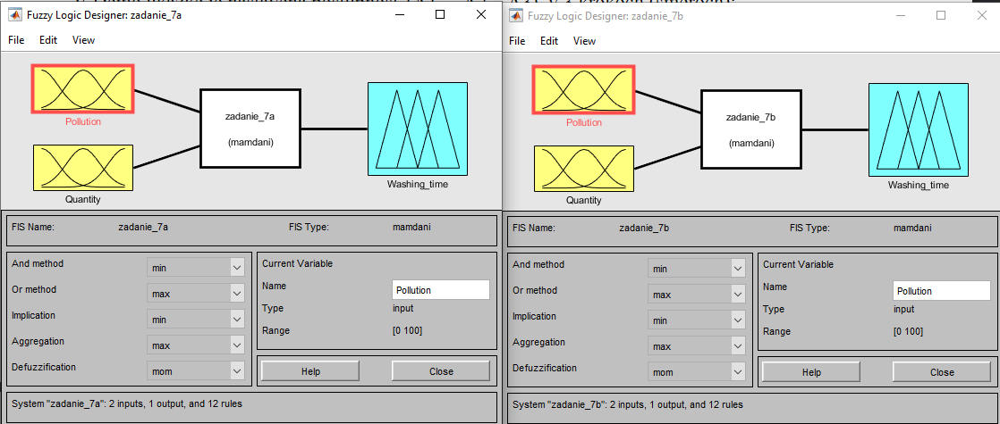 Fuzzy Logic Designer: zadanie_7a
File Edit View
Pollution
zadanie_7a
(mamdani)
Quantity
Washing_time
FIS Name: zadanie_7a FIS Type: mamdani
And method min
Or method max
Implication min
Aggregation max
Defuzzification mom
Current Variable
Name Pollution
Type input
Range [0 100]
Help Close
System "zadanie_7a": 2 inputs, 1 output, and 12 rules
Fuzzy Logic Designer: zadanie_7b
File Edit View
Pollution
zadanie_7b
(mamdani)
Quantity
Washing_time
FIS Name: zadanie_7b FIS Type: mamdani
And method min
Or method max
Implication min
Aggregation max
Defuzzification mom
Current Variable
Name Pollution
Type input
Range [0 100]
Help Close
System "zadanie_7b": 2 inputs, 1 output, and 12 rules